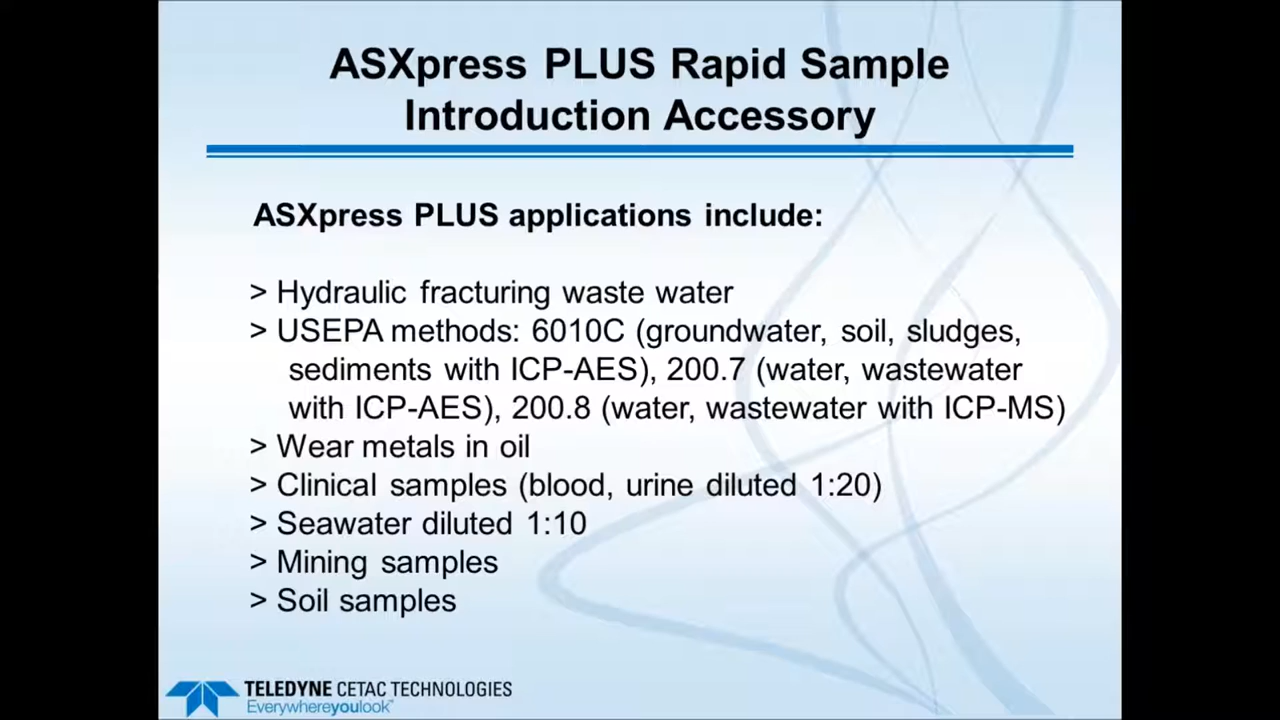 ASXpress PLUS Rapid Sample
Introduction Accessory
ASXpress PLUS applications include:
> Hydraulic fracturing waste water
> USEPA methods: 6010C (groundwater, soil, sludges,
sediments with ICP-AES), 200.7 (water, wastewater
with ICP-AES), 200.8 (water, wastewater with ICP-MS)
> Wear metals in oil
> Clinical samples (blood, urine diluted 1:20)
> Seawater diluted 1:10
> Mining samples
> Soil samples
TELEDYNE CETAC TECHNOLOGIES
Everywhereyoulook™